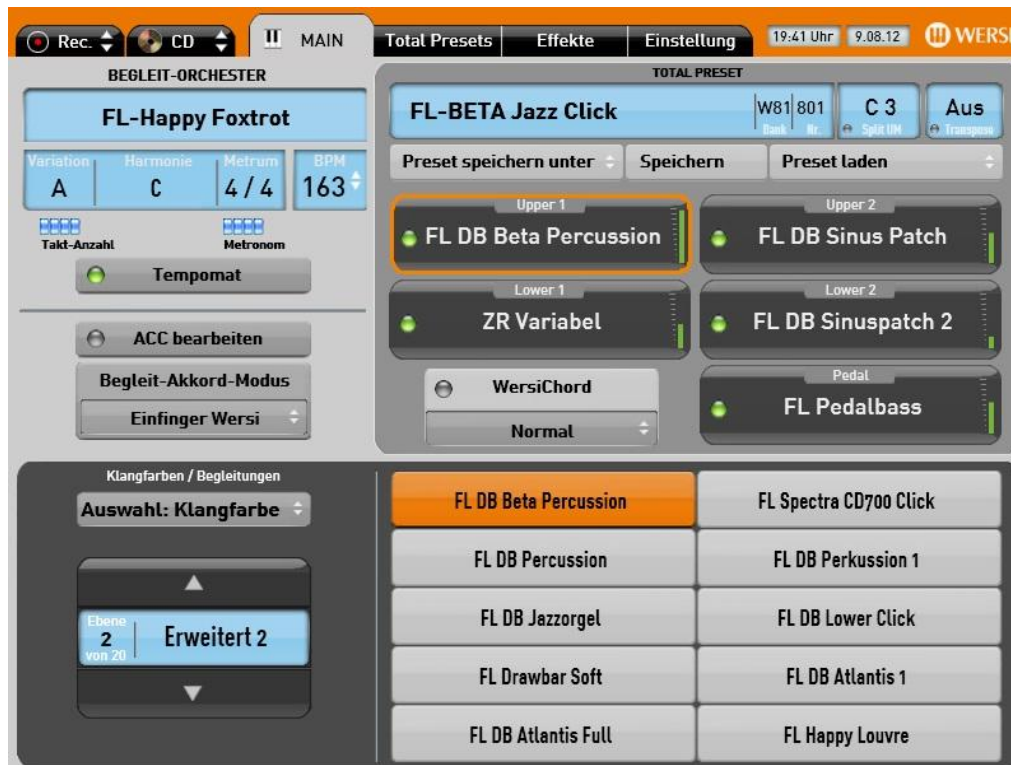 Rec.
CD
MAIN
Total Presets
Effekte
Einstellung
19:41 Uhr
9.08.12
WERSI
BEGLEIT-ORCHESTER
FL-Happy Foxtrot
Variation
Harmonie
Metrum
BPM
A
C
4/4
163
Takt-Anzahl
Metronom
Tempomat
ACC bearbeiten
Begleit-Akkord-Modus
Einfinger Wersi
TOTAL PRESET
FL-BETA Jazz Click
W81
801
Bank
Nr.
C 3
Split UM
Aus
Transpose
Preset speichern unter
Speichern
Preset laden
Upper 1
FL DB Beta Percussion
Upper 2
FL DB Sinus Patch
Lower 1
ZR Variabel
Lower 2
FL DB Sinuspatch 2
WersiChord
Normal
Pedal
FL Pedalbass
Klangfarben / Begleitungen
Auswahl: Klangfarbe
Ebene
2
von 20
Erweitert 2
FL DB Beta Percussion
FL Spectra CD700 Click
FL DB Percussion
FL DB Perkussion 1
FL DB Jazzorgel
FL DB Lower Click
FL Drawbar Soft
FL DB Atlantis 1
FL DB Atlantis Full
FL Happy Louvre